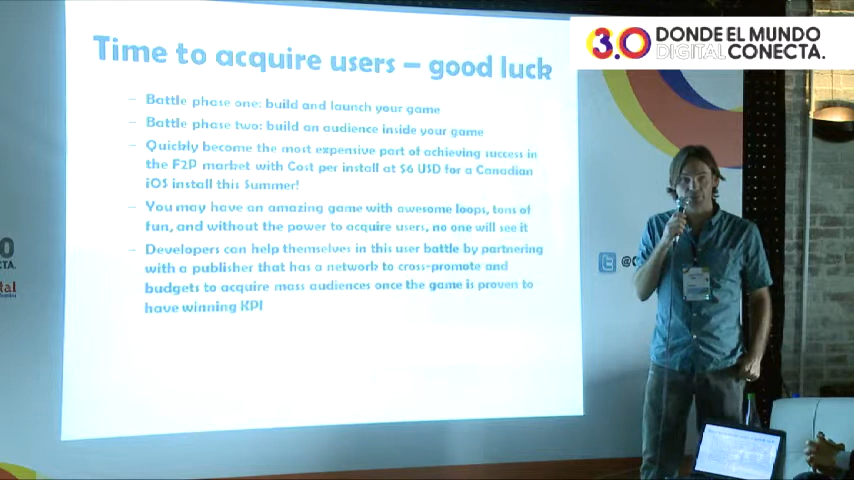 Time to acquire users – good luck
– Battle phase one: build and launch your game
– Battle phase two: build an audience inside your game
– Quickly become the most expensive part of achieving success in
the F2P market with Cost per install at $6 USD for a Canadian
iOS install this Summer!
– You may have an amazing game with awesome loops, tons of
fun, and without the power to acquire users, no one will see it
– Developers can help themselves in this user battle by partnering
with a publisher that has a network to cross-promote and
budgets to acquire mass audiences once the game is proven to
have winning KPI
3.0 DONDE EL MUNDO
DIGITAL CONECTA.